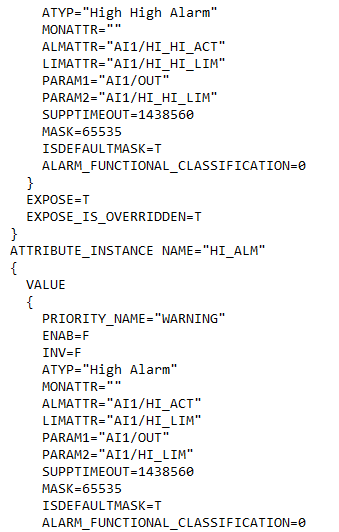 ATYP="High High Alarm"
MONATTR=""
ALMATTR="AI1/HI_HI_ACT"
LIMATTR="AI1/HI_HI_LIM"
PARAM1="AI1/OUT"
PARAM2="AI1/HI_HI_LIM"
SUPPTIMEOUT=1438560
MASK=65535
ISDEFAULTMASK=T
ALARM_FUNCTIONAL_CLASSIFICATION=0
}
EXPOSE=T
EXPOSE_IS_OVERRIDDEN=T
}
ATTRIBUTE_INSTANCE NAME="HI_ALM"
{
VALUE
{
PRIORITY_NAME="WARNING"
ENAB=F
INV=F
ATYP="High Alarm"
MONATTR=""
ALMATTR="AI1/HI_ACT"
LIMATTR="AI1/HI_LIM"
PARAM1="AI1/OUT"
PARAM2="AI1/HI_LIM"
SUPPTIMEOUT=1438560
MASK=65535
ISDEFAULTMASK=T
ALARM_FUNCTIONAL_CLASSIFICATION=0